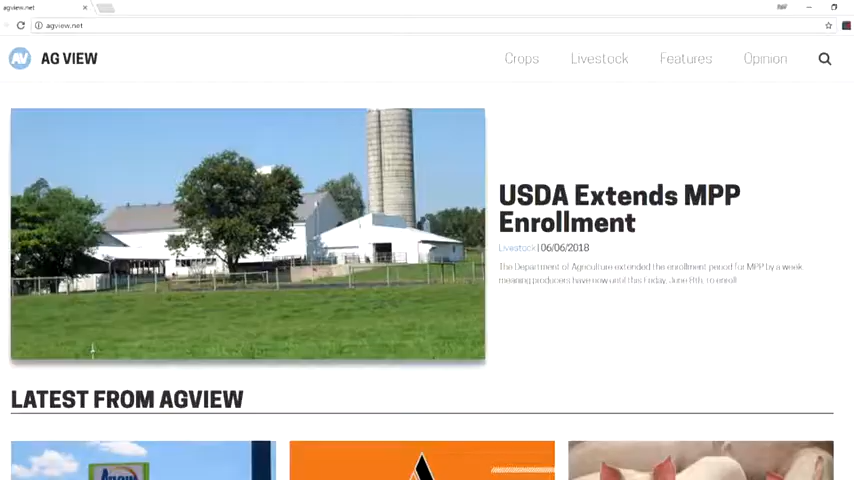 agview.net
agview.net
AV AG VIEW
Crops Livestock Features Opinion
USDA Extends MPP
Enrollment
Livestock | 06/06/2018
The Department of Agriculture extended the enrollment period for MPP by a week
meaning producers have now until this Friday, June 8th, to enroll
LATEST FROM AGVIEW